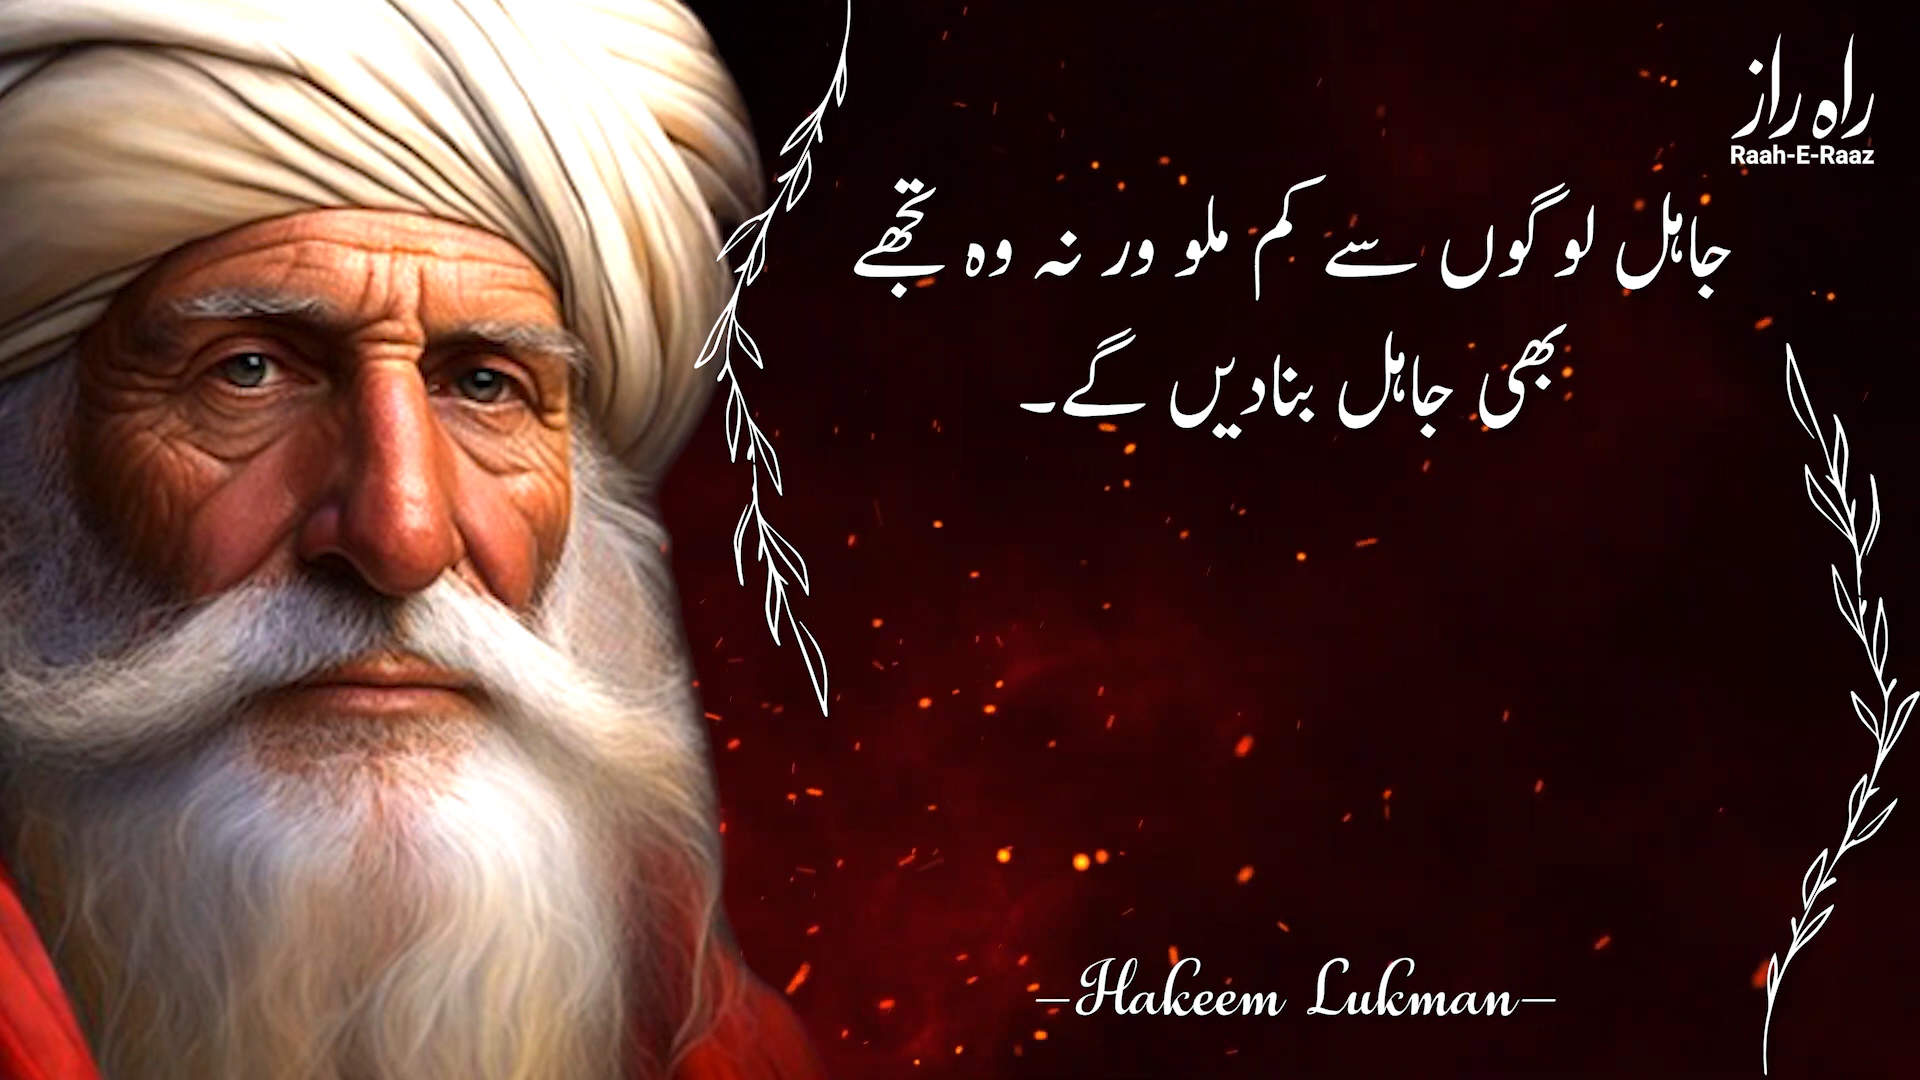 راہ راز
Raah-E-Raaz
جاہل لوگوں سے کم ملو ورنہ وہ تجھے
بھی جاہل بنادیں گے۔
–Hakeem Lukman–